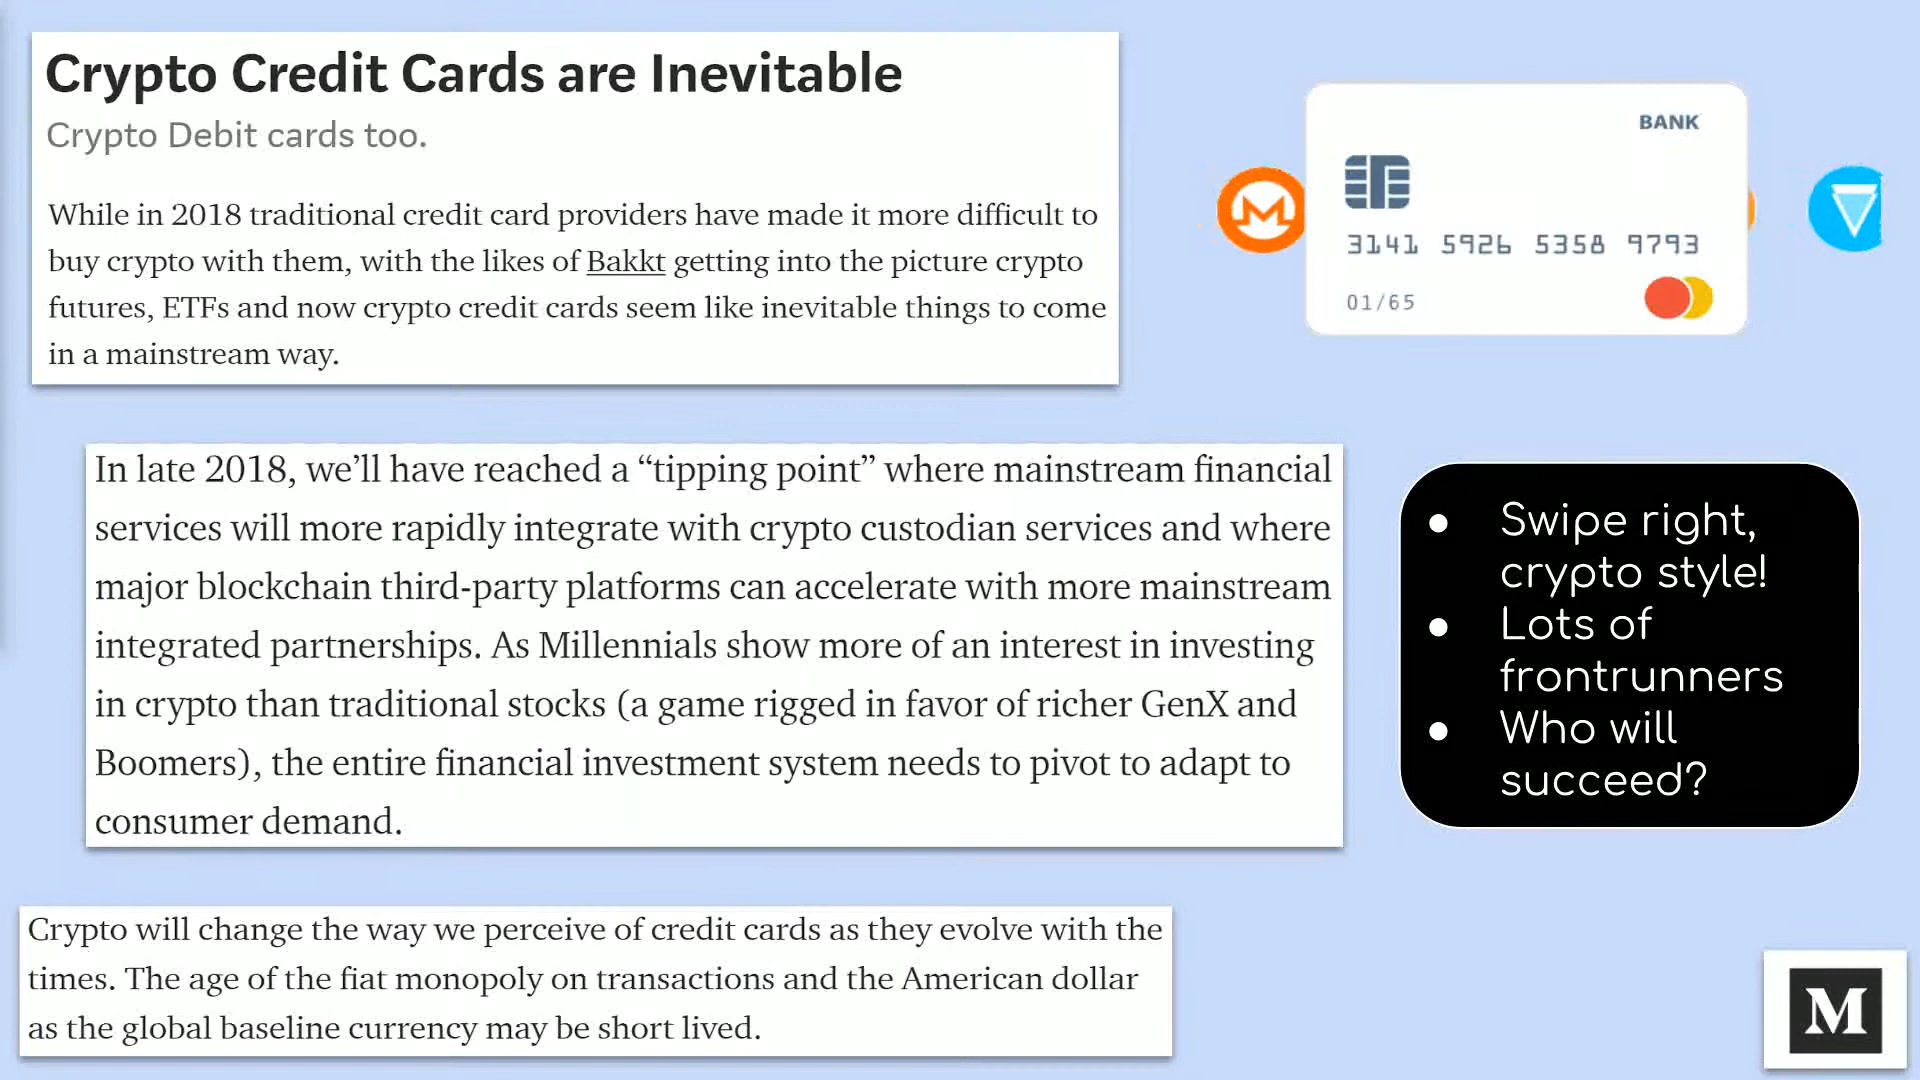 Crypto Credit Cards are Inevitable
Crypto Debit cards too.
While in 2018 traditional credit card providers have made it more difficult to
buy crypto with them, with the likes of Bakkt getting into the picture crypto
futures, ETFs and now crypto credit cards seem like inevitable things to come
in a mainstream way.
BANK
3141 5926 5358 9793
01/65
In late 2018, we’ll have reached a “tipping point” where mainstream financial
services will more rapidly integrate with crypto custodian services and where
major blockchain third-party platforms can accelerate with more mainstream
integrated partnerships. As Millennials show more of an interest in investing
in crypto than traditional stocks (a game rigged in favor of richer GenX and
Boomers), the entire financial investment system needs to pivot to adapt to
consumer demand.
● Swipe right,
crypto style!
● Lots of
frontrunners
● Who will
succeed?
Crypto will change the way we perceive of credit cards as they evolve with the
times. The age of the fiat monopoly on transactions and the American dollar
as the global baseline currency may be short lived.
M